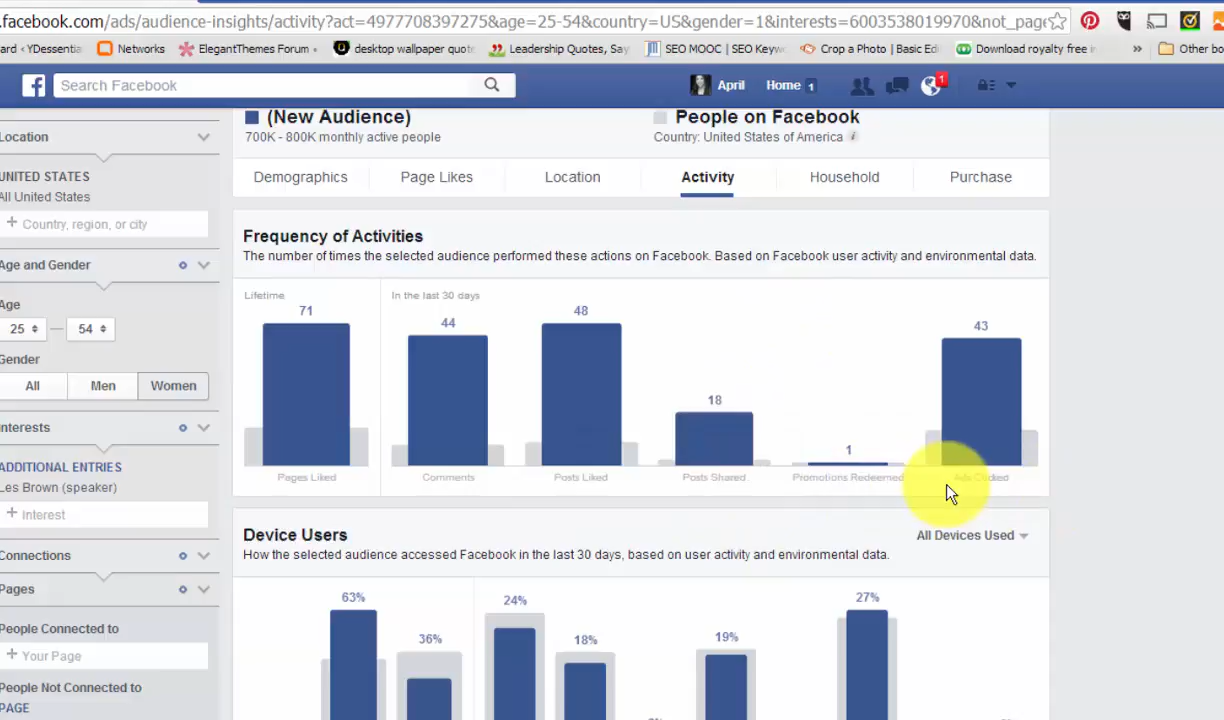 .facebook.com/ads/audience-insights/activity?act=4977708397275&age=25-54&country=US&gender=1&interests=6003538019970&not_page
ard ‹ YDessentia
Networks
ElegantThemes Forum ‹
desktop wallpaper quot
Leadership Quotes, Say
SEO MOOC | SEO Keyw
Crop a Photo | Basic Edi
Download royalty free i
»
Other bo
Search Facebook
April
Home 1
1
(New Audience)
700K - 800K monthly active people
People on Facebook
Country: United States of America
Demographics
Page Likes
Location
Activity
Household
Purchase
Location
UNITED STATES
All United States
+ Country, region, or city
Age and Gender
Age
25 — 54
Gender
All
Men
Women
Interests
ADDITIONAL ENTRIES
Les Brown (speaker)
+ Interest
Connections
Pages
People Connected to
+ Your Page
People Not Connected to
PAGE
Frequency of Activities
The number of times the selected audience performed these actions on Facebook. Based on Facebook user activity and environmental data.
Lifetime
In the last 30 days
71
44
48
18
1
43
Pages Liked
Comments
Posts Liked
Posts Shared
Promotions Redeemed
Ads Clicked
Device Users
All Devices Used
How the selected audience accessed Facebook in the last 30 days, based on user activity and environmental data.
63%
36%
24%
18%
19%
27%